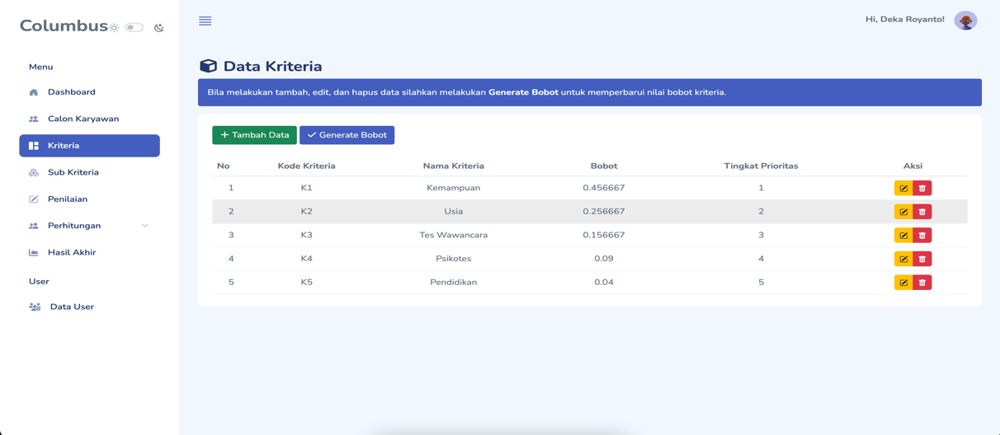 Columbus
Hi, Deka Royanto!
Menu
Dashboard
Calon Karyawan
Kriteria
Sub Kriteria
Penilaian
Perhitungan
Hasil Akhir
User
Data User
Data Kriteria
Bila melakukan tambah, edit, dan hapus data silahkan melakukan Generate Bobot untuk memperbarui nilai bobot kriteria.
Tambah Data Generate Bobot
No Kode Kriteria Nama Kriteria Bobot Tingkat Prioritas Aksi
1 K1 Kemampuan 0.456667 1
2 K2 Usia 0.256667 2
3 K3 Tes Wawancara 0.156667 3
4 K4 Psikotes 0.09 4
5 K5 Pendidikan 0.04 5